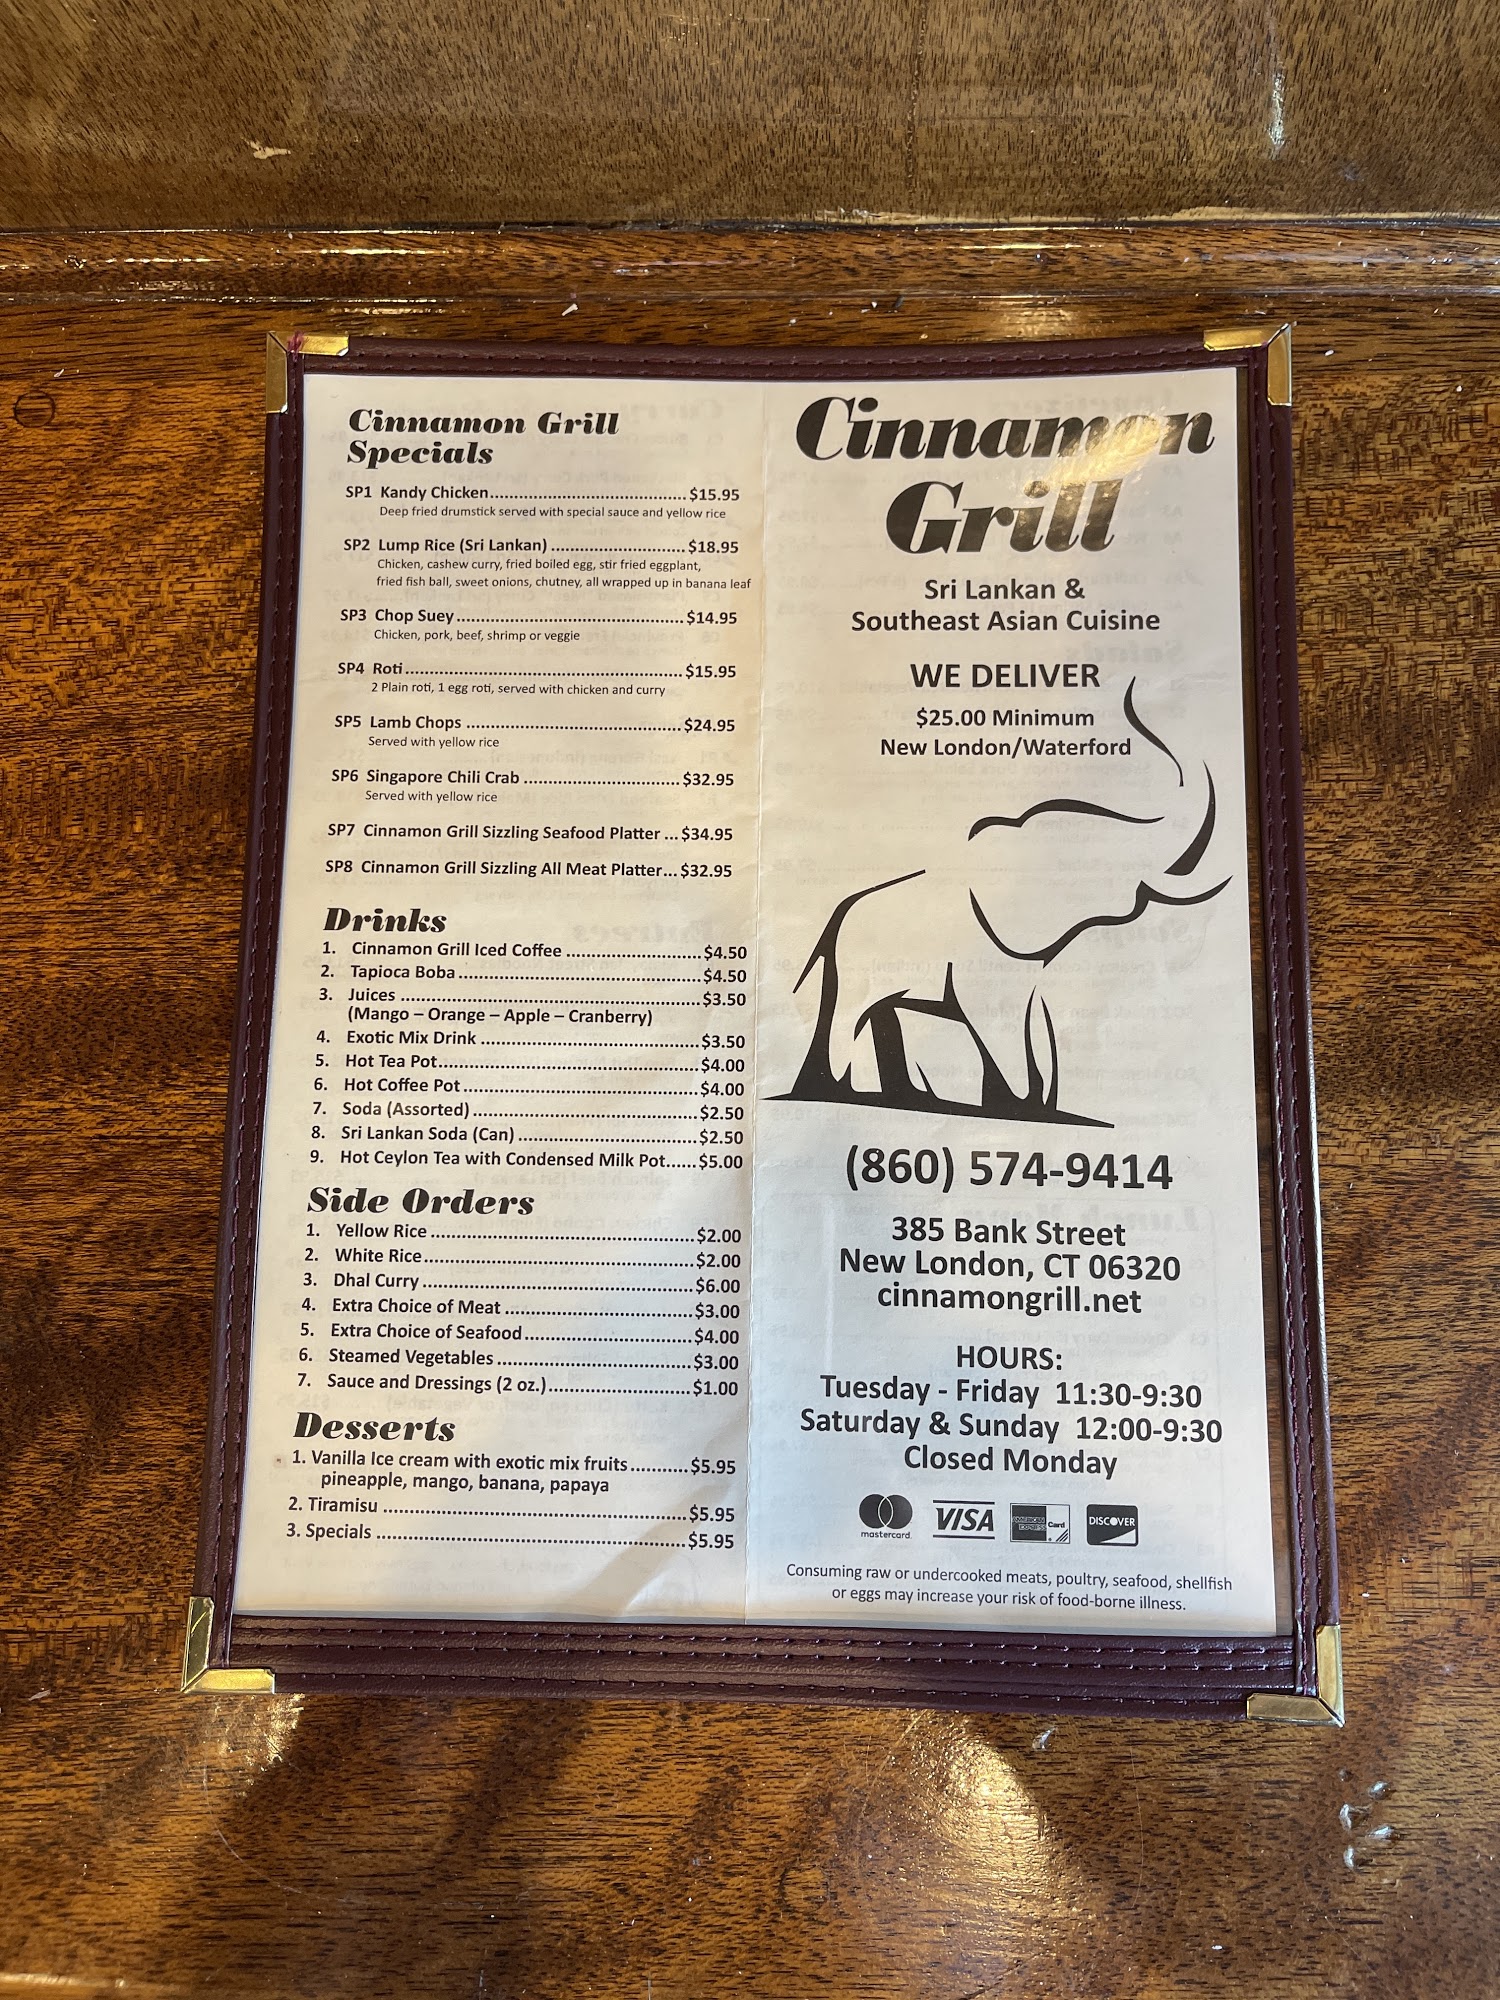 Cinnamon Grill
Specials
SP1 Kandy Chicken.......................................... $15.95
Deep fried drumstick served with special sauce and yellow rice
SP2 Lump Rice (Sri Lankan) ............................. $18.95
Chicken, cashew curry, fried boiled egg, stir fried eggplant,
fried fish ball, sweet onions, chutney, all wrapped up in banana leaf
SP3 Chop Suey................................................. $14.95
Chicken, pork, beef, shrimp or veggie
SP4 Roti............................................................ $15.95
2 Plain roti, 1 egg roti, served with chicken and curry
SP5 Lamb Chops ............................................... $24.95
Served with yellow rice
SP6 Singapore Chili Crab .................................. $32.95
Served with yellow rice
SP7 Cinnamon Grill Sizzling Seafood Platter ... $34.95
SP8 Cinnamon Grill Sizzling All Meat Platter... $32.95
Drinks
1. Cinnamon Grill Iced Coffee ............................. $4.50
2. Tapioca Boba .................................................... $4.50
3. Juices ................................................................ $3.50
(Mango – Orange – Apple – Cranberry)
4. Exotic Mix Drink ............................................... $3.50
5. Hot Tea Pot........................................................ $4.00
6. Hot Coffee Pot .................................................. $4.00
7. Soda (Assorted) ................................................ $2.50
8. Sri Lankan Soda (Can) ....................................... $2.50
9. Hot Ceylon Tea with Condensed Milk Pot...... $5.00
Side Orders
1. Yellow Rice ........................................................ $2.00
2. White Rice......................................................... $2.00
3. Dhal Curry ......................................................... $6.00
4. Extra Choice of Meat ........................................ $3.00
5. Extra Choice of Seafood.................................... $4.00
6. Steamed Vegetables ......................................... $3.00
7. Sauce and Dressings (2 oz.).............................. $1.00
Desserts
1. Vanilla Ice cream with exotic mix fruits........... $5.95
pineapple, mango, banana, papaya
2. Tiramisu ............................................................. $5.95
3. Specials .............................................................. $5.95
Cinnamon
Grill
Sri Lankan &
Southeast Asian Cuisine
WE DELIVER
$25.00 Minimum
New London/Waterford
(860) 574-9414
385 Bank Street
New London, CT 06320
cinnamongrill.net
HOURS:
Tuesday - Friday 11:30-9:30
Saturday & Sunday 12:00-9:30
Closed Monday
mastercard. VISA AMERICAN EXPRESS Card DISCOVER
Consuming raw or undercooked meats, poultry, seafood, shellfish
or eggs may increase your risk of food-borne illness.